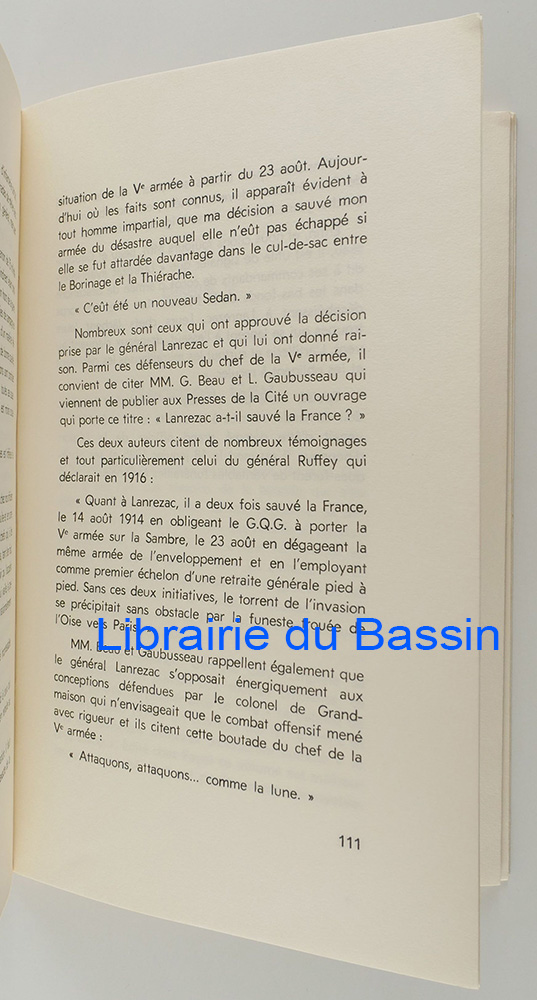 situation de la Ve armée à partir du 23 août. Aujour-
d'hui où les faits sont connus, il apparaît évident à
tout homme impartial, que ma décision a sauvé mon
armée du désastre auquel elle n'eût pas échappé si
elle se fut attardée davantage dans le cul-de-sac entre
le Borinage et la Thiérache.
« C'eût été un nouveau Sedan. »
Nombreux sont ceux qui ont approuvé la décision
prise par le général Lanrezac et qui lui ont donné rai-
son. Parmi ces défenseurs du chef de la Ve armée, il
convient de citer MM. G. Beau et L. Gaubusseau qui
viennent de publier aux Presses de la Cité un ouvrage
qui porte ce titre : « Lanrezac a-t-il sauvé la France ? »
Ces deux auteurs citent de nombreux témoignages
et tout particulièrement celui du général Ruffey qui
déclarait en 1916 :
« Quant à Lanrezac, il a deux fois sauvé la France,
le 14 août 1914 en obligeant le G.Q.G. à porter la
Ve armée sur la Sambre, le 23 août en dégageant la
même armée de l'enveloppement et en l'employant
comme premier échelon d'une retraite générale pied à
pied. Sans ces deux initiatives, le torrent de l'invasion
se précipitait sans obstacle par la funeste trouée de
l'Oise vers Paris
Librairie du Bassin
MM. Beau et Gaubusseau rappellent également que
le général Lanrezac s'opposait énergiquement aux
conceptions défendues par le colonel de Grand-
maison qui n'envisageait que le combat offensif mené
avec rigueur et ils citent cette boutade du chef de la
Ve armée :
« Attaquons, attaquons... comme la lune. »
111